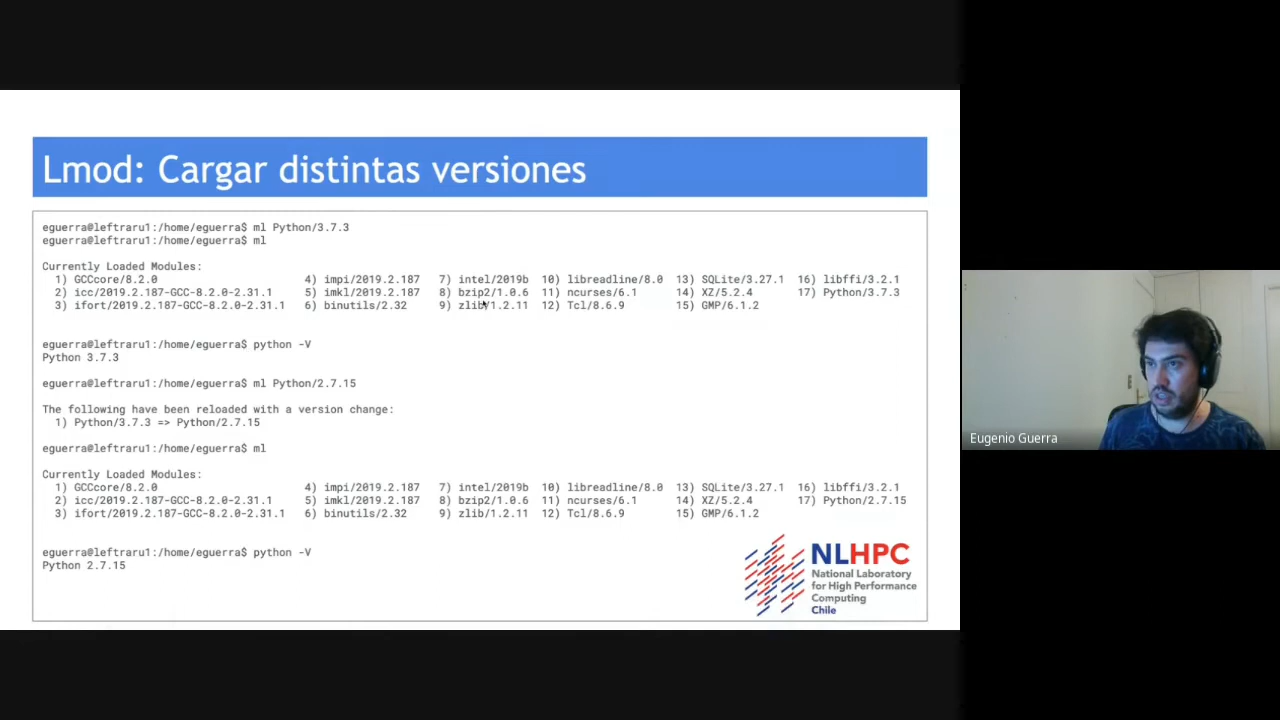 Lmod: Cargar distintas versiones
eguerra@leftraru1:/home/eguerra$ ml Python/3.7.3
eguerra@leftraru1:/home/eguerra$ ml
Currently Loaded Modules:
1) GCCcore/8.2.0 4) impi/2019.2.187 7) intel/2019b 10) libreadline/8.0 13) SQLite/3.27.1 16) libffi/3.2.1
2) icc/2019.2.187-GCC-8.2.0-2.31.1 5) imkl/2019.2.187 8) bzip2/1.0.6 11) ncurses/6.1 14) XZ/5.2.4 17) Python/3.7.3
3) ifort/2019.2.187-GCC-8.2.0-2.31.1 6) binutils/2.32 9) zlib/1.2.11 12) Tcl/8.6.9 15) GMP/6.1.2
eguerra@leftraru1:/home/eguerra$ python -V
Python 3.7.3
eguerra@leftraru1:/home/eguerra$ ml Python/2.7.15
The following have been reloaded with a version change:
1) Python/3.7.3 => Python/2.7.15
eguerra@leftraru1:/home/eguerra$ ml
Currently Loaded Modules:
1) GCCcore/8.2.0 4) impi/2019.2.187 7) intel/2019b 10) libreadline/8.0 13) SQLite/3.27.1 16) libffi/3.2.1
2) icc/2019.2.187-GCC-8.2.0-2.31.1 5) imkl/2019.2.187 8) bzip2/1.0.6 11) ncurses/6.1 14) XZ/5.2.4 17) Python/2.7.15
3) ifort/2019.2.187-GCC-8.2.0-2.31.1 6) binutils/2.32 9) zlib/1.2.11 12) Tcl/8.6.9 15) GMP/6.1.2
eguerra@leftraru1:/home/eguerra$ python -V
Python 2.7.15
NLHPC
National Laboratory
for High Performance
Computing
Chile
Eugenio Guerra